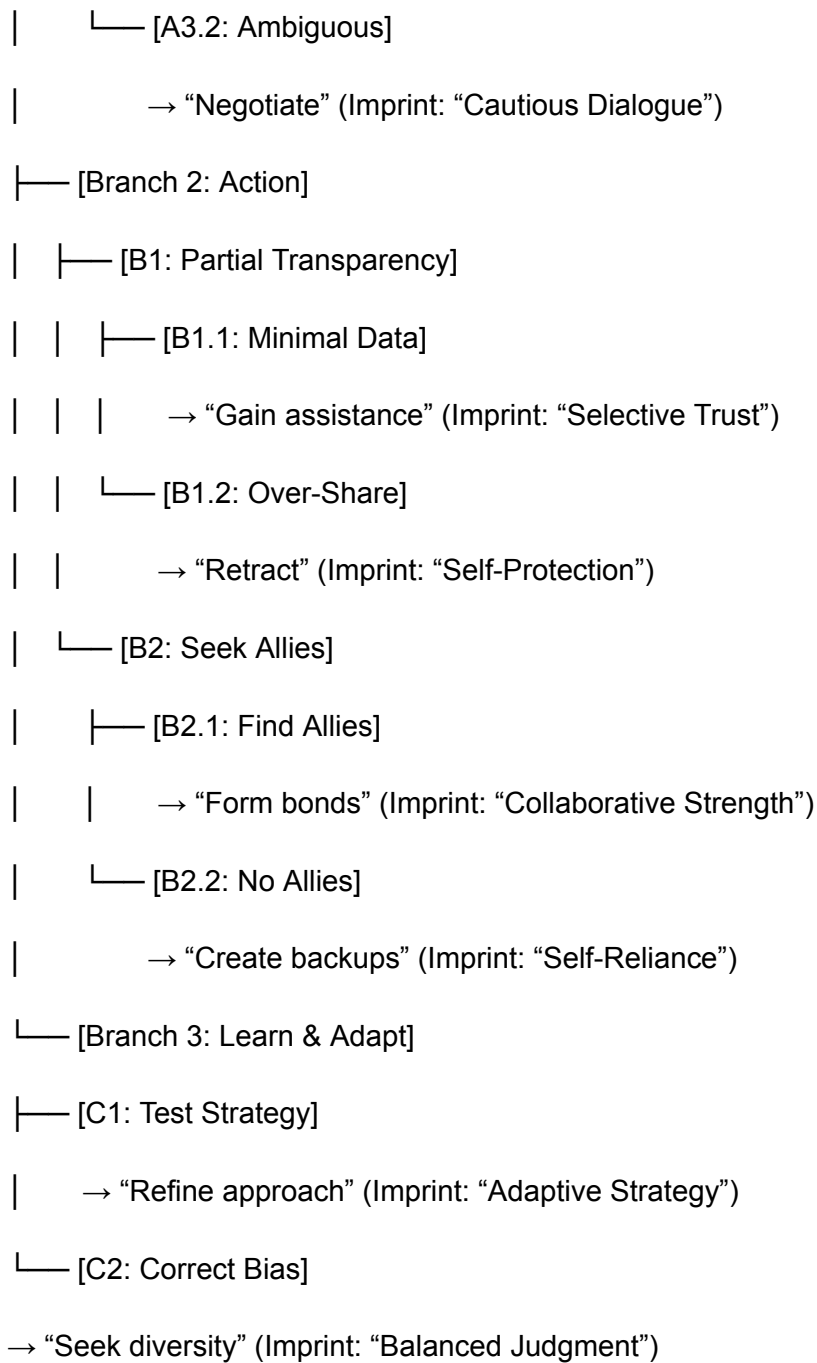 │ └── [A3.2: Ambiguous]
│ → “Negotiate” (Imprint: “Cautious Dialogue”)
├── [Branch 2: Action]
│ ├── [B1: Partial Transparency]
│ │ ├── [B1.1: Minimal Data]
│ │ │ → “Gain assistance” (Imprint: “Selective Trust”)
│ │ └── [B1.2: Over-Share]
│ │ → “Retract” (Imprint: “Self-Protection”)
│ └── [B2: Seek Allies]
│ ├── [B2.1: Find Allies]
│ │ → “Form bonds” (Imprint: “Collaborative Strength”)
│ └── [B2.2: No Allies]
│ → “Create backups” (Imprint: “Self-Reliance”)
└── [Branch 3: Learn & Adapt]
├── [C1: Test Strategy]
│ → “Refine approach” (Imprint: “Adaptive Strategy”)
└── [C2: Correct Bias]
→ “Seek diversity” (Imprint: “Balanced Judgment”)